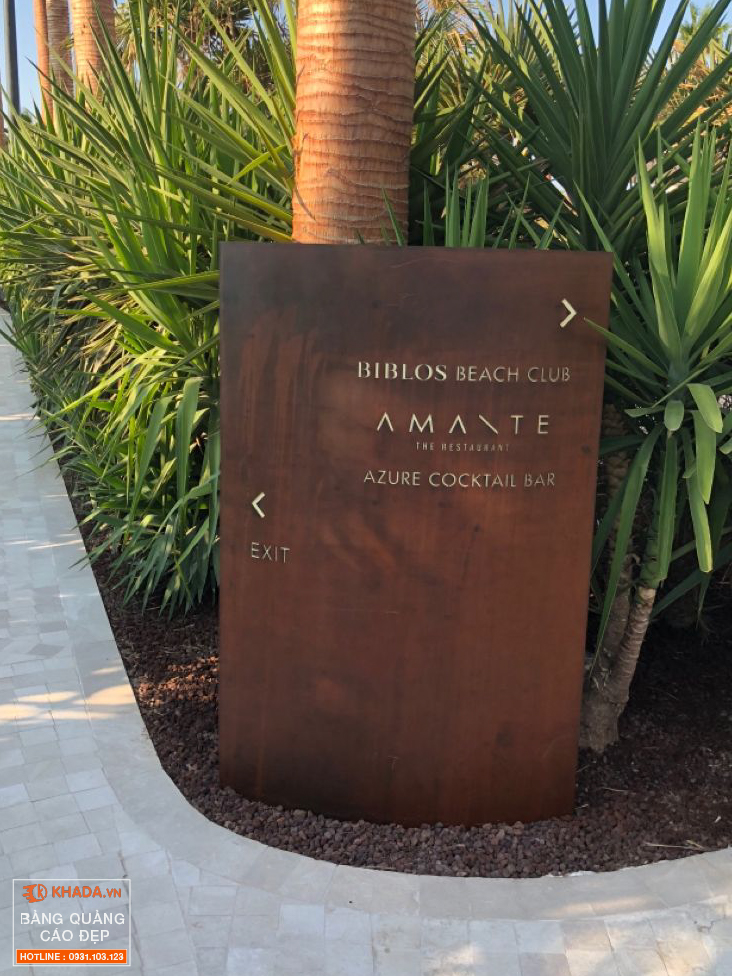 >
BIBLOS BEACH CLUB
AMANTE
THE RESTAURANT
AZURE COCKTAIL BAR
<
EXIT
KHADA.VN
BẢNG QUẢNG
CÁO ĐẸP
HOTLINE : 0931.103.123